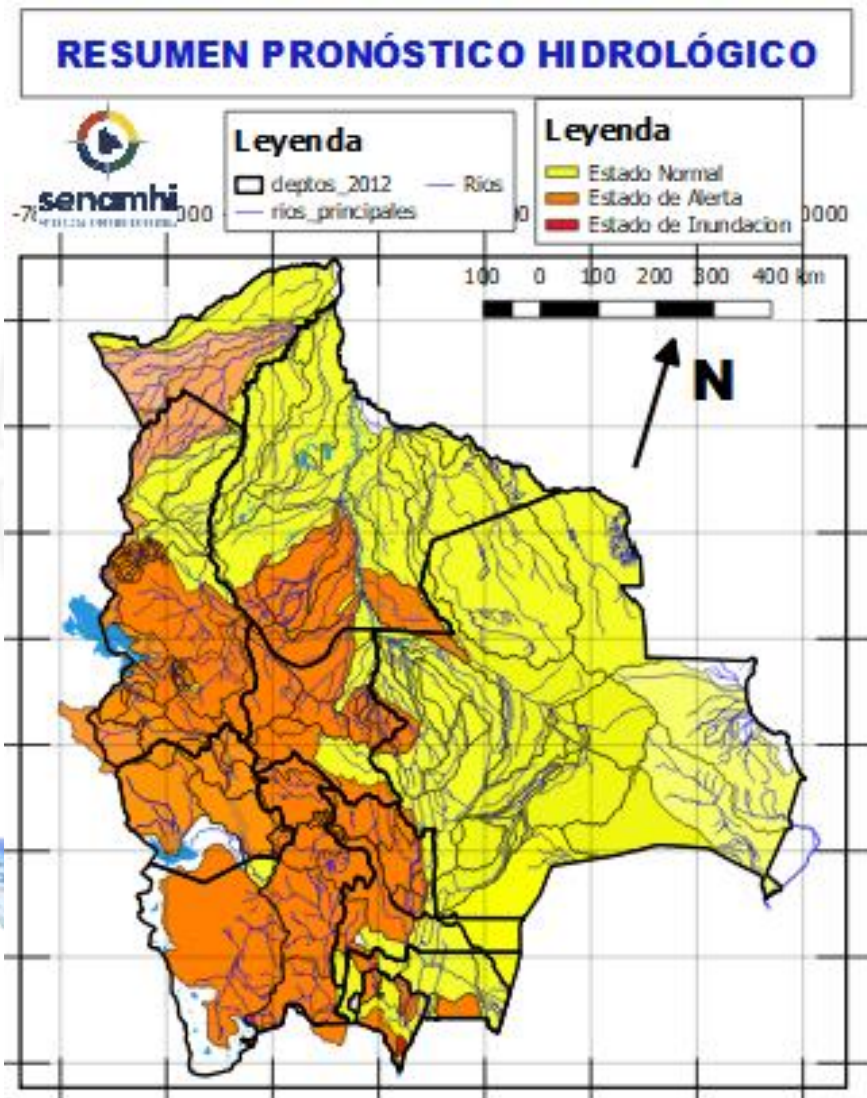 RESUMEN PRONÓSTICO HIDROLÓGICO
senamhi
Leyenda
deptos_2012
Rios
rios_principales
Leyenda
Estado Normal
Estado de Alerta
Estado de Inundacion
100 0 100 200 300 400 km
N